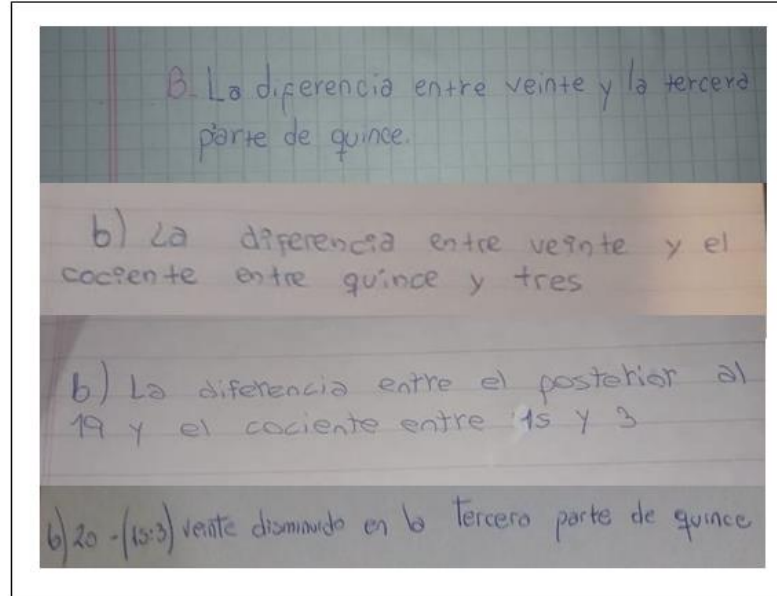 B. La diferencia entre veinte y la tercera
parte de quince.
b) La diferencia entre veinte y el
cociente entre quince y tres
b) La diferencia entre el posterior al
19 y el cociente entre 15 y 3
b) 20 - (15:3) veinte disminuido en la tercera parte de quince